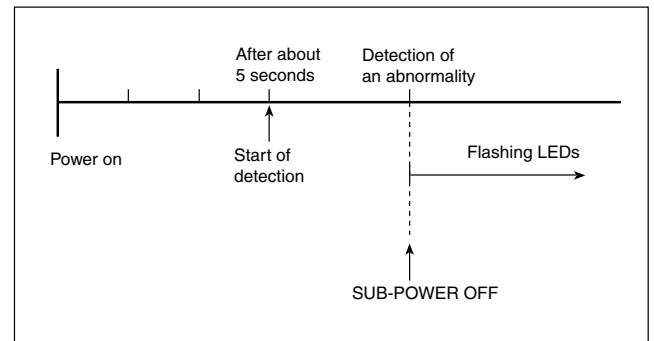 After about
5 seconds
Detection of
an abnormality
Power on
Start of
detection
Flashing LEDs
SUB-POWER OFF